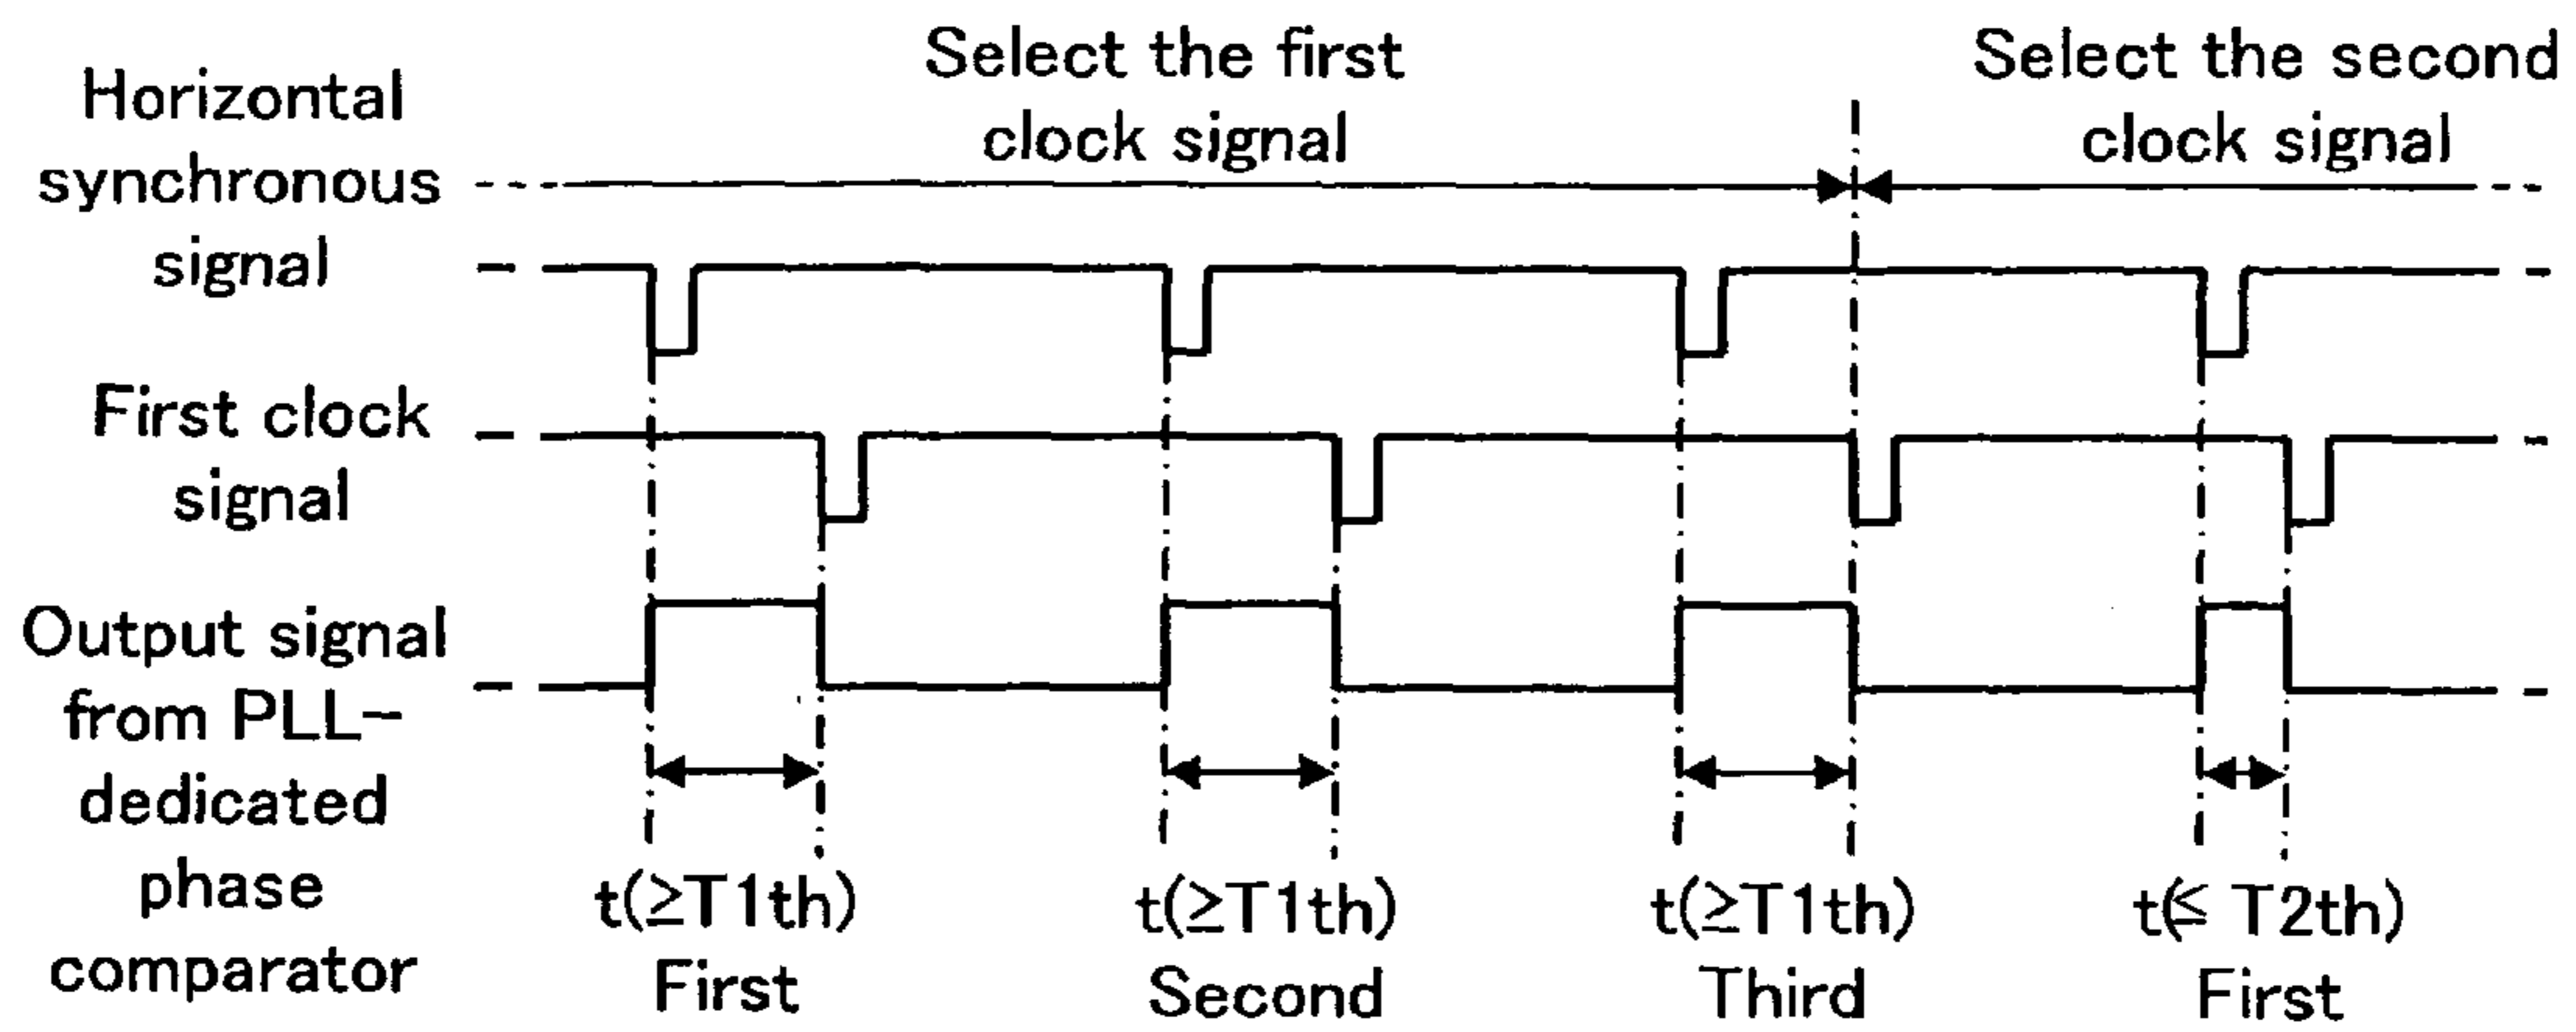 Select the first
clock signal
Select the second
clock signal
Horizontal
synchronous
signal
First clock
signal
Output signal
from PLL-
dedicated
phase
comparator
t(≥T1th)
First
t(≥T1th)
Second
t(≥T1th)
Third
t(≤ T2th)
First